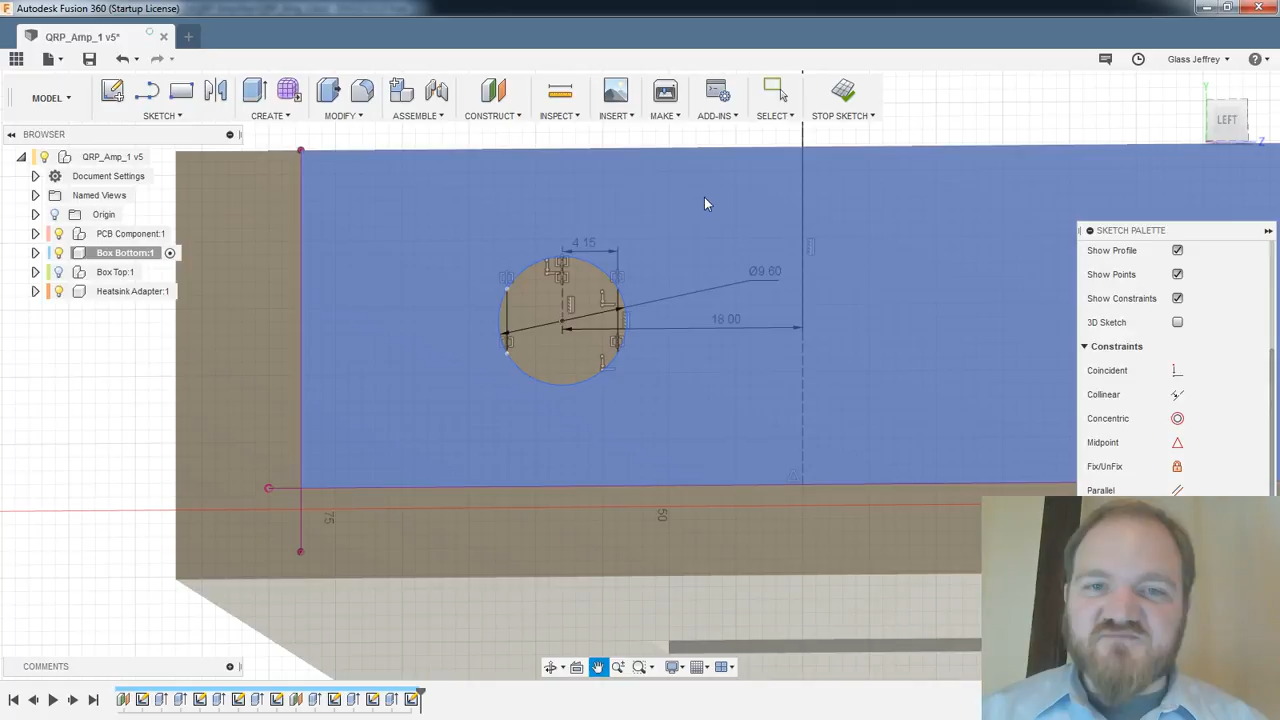 Autodesk Fusion 360 (Startup License)
QRP_Amp_1 v5*
Glass Jeffrey
MODEL
SKETCH
CREATE
MODIFY
ASSEMBLE
CONSTRUCT
INSPECT
INSERT
MAKE
ADD-INS
SELECT
STOP SKETCH
BROWSER
QRP_Amp_1 v5
Document Settings
Named Views
Origin
PCB Component:1
Box Bottom:1
Box Top:1
Heatsink Adapter:1
Y
LEFT
Z
4.15
Ø9.60
18.00
75
50
SKETCH PALETTE
Show Profile
Show Points
Show Constraints
3D Sketch
Constraints
Coincident
Collinear
Concentric
Midpoint
Fix/UnFix
Parallel
COMMENTS